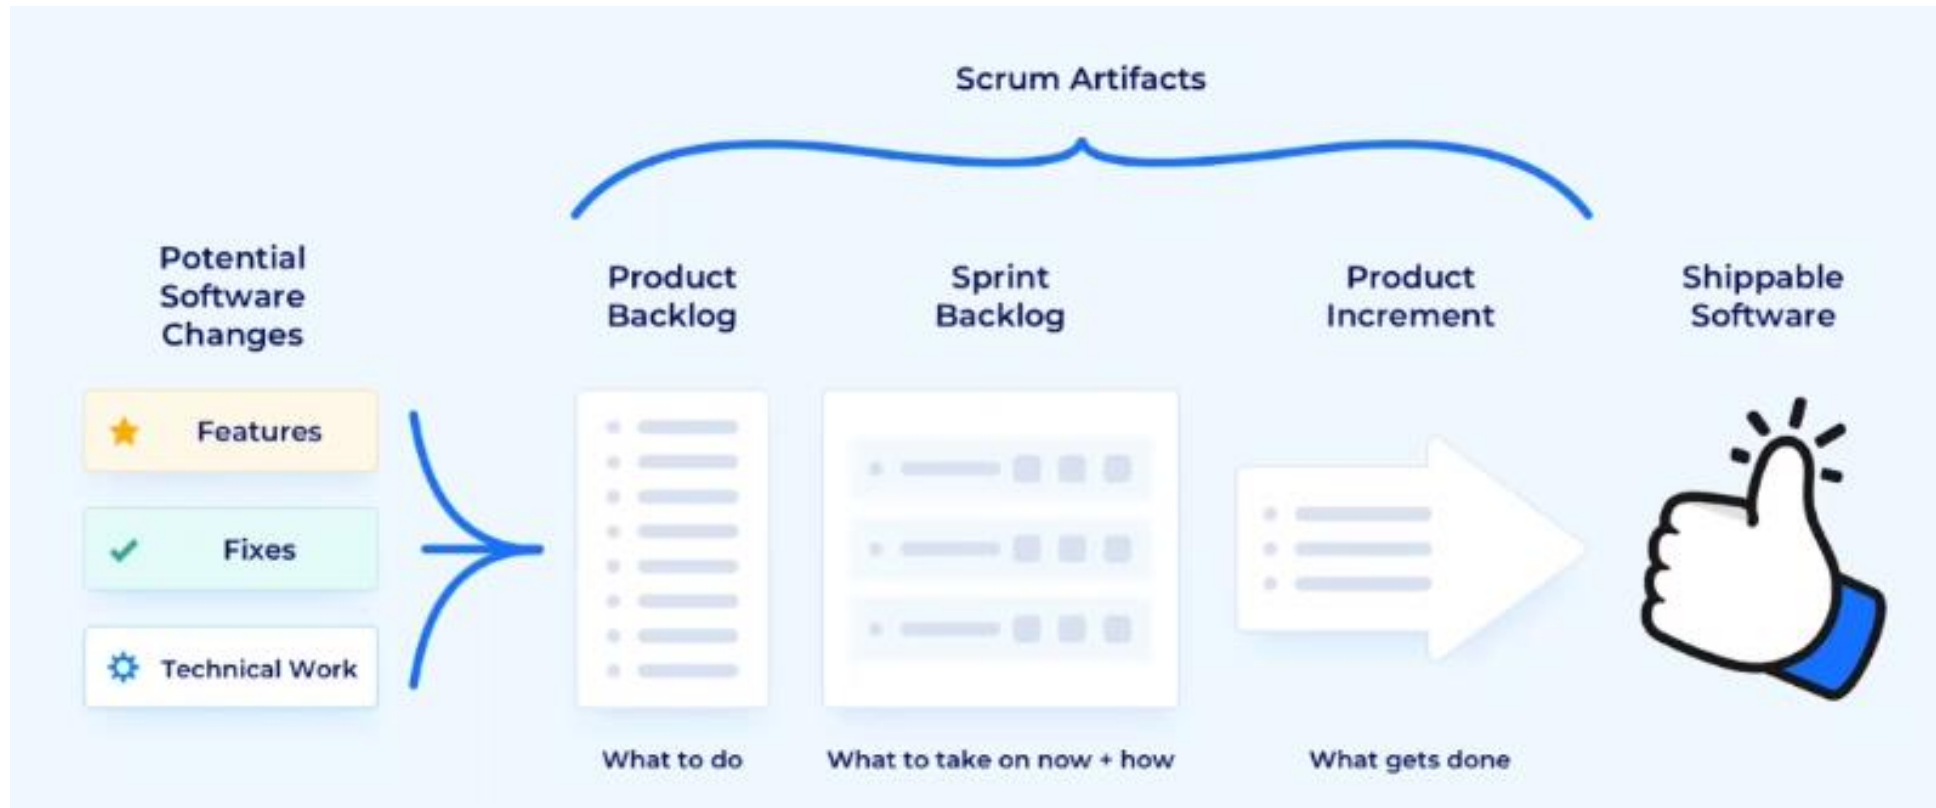 Scrum Artifacts
Potential
Software
Changes
Product
Backlog
Sprint
Backlog
Product
Increment
Shippable
Software
Features
Fixes
Technical Work
What to do
What to take on now + how
What gets done